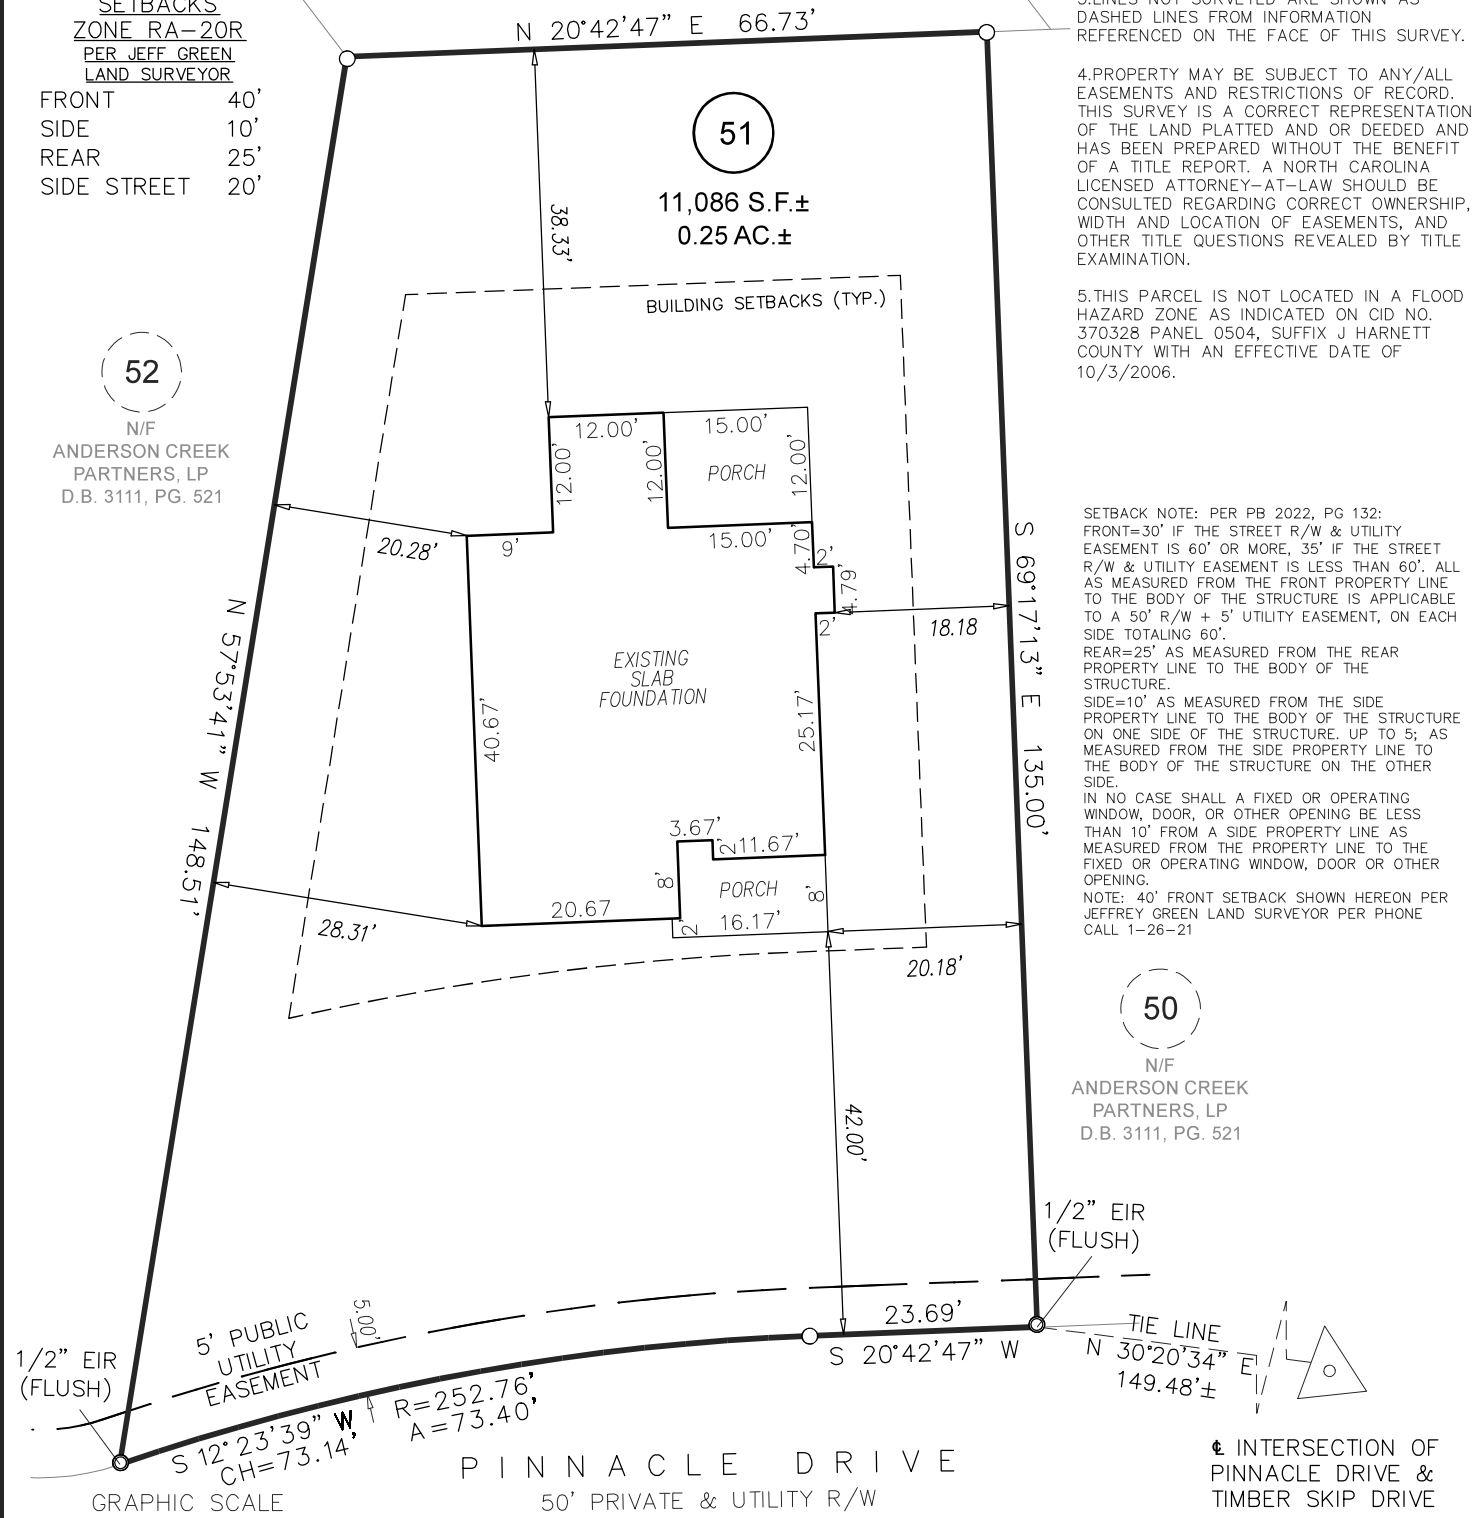 SETBACKS
ZONE RA-20R
PER JEFF GREEN
LAND SURVEYOR
FRONT 40'
SIDE 10'
REAR 25'
SIDE STREET 20'
N 20°42'47" E 66.73'
DASHED LINES FROM INFORMATION
REFERENCED ON THE FACE OF THIS SURVEY.
4.PROPERTY MAY BE SUBJECT TO ANY/ALL
EASEMENTS AND RESTRICTIONS OF RECORD.
THIS SURVEY IS A CORRECT REPRESENTATION
OF THE LAND PLATTED AND OR DEEDED AND
HAS BEEN PREPARED WITHOUT THE BENEFIT
OF A TITLE REPORT. A NORTH CAROLINA
LICENSED ATTORNEY-AT-LAW SHOULD BE
CONSULTED REGARDING CORRECT OWNERSHIP,
WIDTH AND LOCATION OF EASEMENTS, AND
OTHER TITLE QUESTIONS REVEALED BY TITLE
EXAMINATION.
5.THIS PARCEL IS NOT LOCATED IN A FLOOD
HAZARD ZONE AS INDICATED ON CID NO.
370328 PANEL 0504, SUFFIX J HARNETT
COUNTY WITH AN EFFECTIVE DATE OF
10/3/2006.
51
11,086 S.F.±
0.25 AC.±
38.33'
BUILDING SETBACKS (TYP.)
52
N/F
ANDERSON CREEK
PARTNERS, LP
D.B. 3111, PG. 521
12.00'
15.00'
12.00'
12.00'
PORCH
12.00'
20.28'
9'
15.00'
4.70'
2'
4.79'
2'
18.18
S 69°17'13" E 135.00'
N 57°53'41" W 148.51'
EXISTING
SLAB
FOUNDATION
40.67'
25.17'
3.67'
2'
11.67'
8'
PORCH
8'
20.67
2'
16.17'
28.31'
20.18'
42.00'
SETBACK NOTE: PER PB 2022, PG 132:
FRONT=30' IF THE STREET R/W & UTILITY
EASEMENT IS 60' OR MORE, 35' IF THE STREET
R/W & UTILITY EASEMENT IS LESS THAN 60'. ALL
AS MEASURED FROM THE FRONT PROPERTY LINE
TO THE BODY OF THE STRUCTURE IS APPLICABLE
TO A 50' R/W + 5' UTILITY EASEMENT, ON EACH
SIDE TOTALING 60'.
REAR=25' AS MEASURED FROM THE REAR
PROPERTY LINE TO THE BODY OF THE
STRUCTURE.
SIDE=10' AS MEASURED FROM THE SIDE
PROPERTY LINE TO THE BODY OF THE STRUCTURE
ON ONE SIDE OF THE STRUCTURE. UP TO 5; AS
MEASURED FROM THE SIDE PROPERTY LINE TO
THE BODY OF THE STRUCTURE ON THE OTHER
SIDE.
IN NO CASE SHALL A FIXED OR OPERATING
WINDOW, DOOR, OR OTHER OPENING BE LESS
THAN 10' FROM A SIDE PROPERTY LINE AS
MEASURED FROM THE PROPERTY LINE TO THE
FIXED OR OPERATING WINDOW, DOOR OR OTHER
OPENING.
NOTE: 40' FRONT SETBACK SHOWN HEREON PER
JEFFREY GREEN LAND SURVEYOR PER PHONE
CALL 1-26-21
50
N/F
ANDERSON CREEK
PARTNERS, LP
D.B. 3111, PG. 521
1/2" EIR
(FLUSH)
23.69'
S 20°42'47" W
TIE LINE
N 30°20'34" E
149.48'±
5.00'
5' PUBLIC
UTILITY
EASEMENT
1/2" EIR
(FLUSH)
R=252.76'
A=73.40'
S 12°23'39" W
CH=73.14'
PINNACLE DRIVE
50' PRIVATE & UTILITY R/W
GRAPHIC SCALE
℄ INTERSECTION OF
PINNACLE DRIVE &
TIMBER SKIP DRIVE